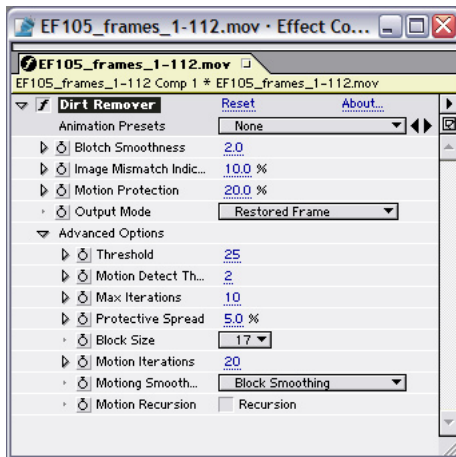 EF105_frames_1-112.mov · Effect Co...
EF105_frames_1-112.mov
EF105_frames_1-112 Comp 1 * EF105_frames_1-112.mov
Dirt Remover Reset About...
Animation Presets None
Blotch Smoothness 2.0
Image Mismatch Indic... 10.0 %
Motion Protection 20.0 %
Output Mode Restored Frame
Advanced Options
Threshold 25
Motion Detect Th... 2
Max Iterations 10
Protective Spread 5.0 %
Block Size 17
Motion Iterations 20
Motiong Smooth... Block Smoothing
Motion Recursion Recursion